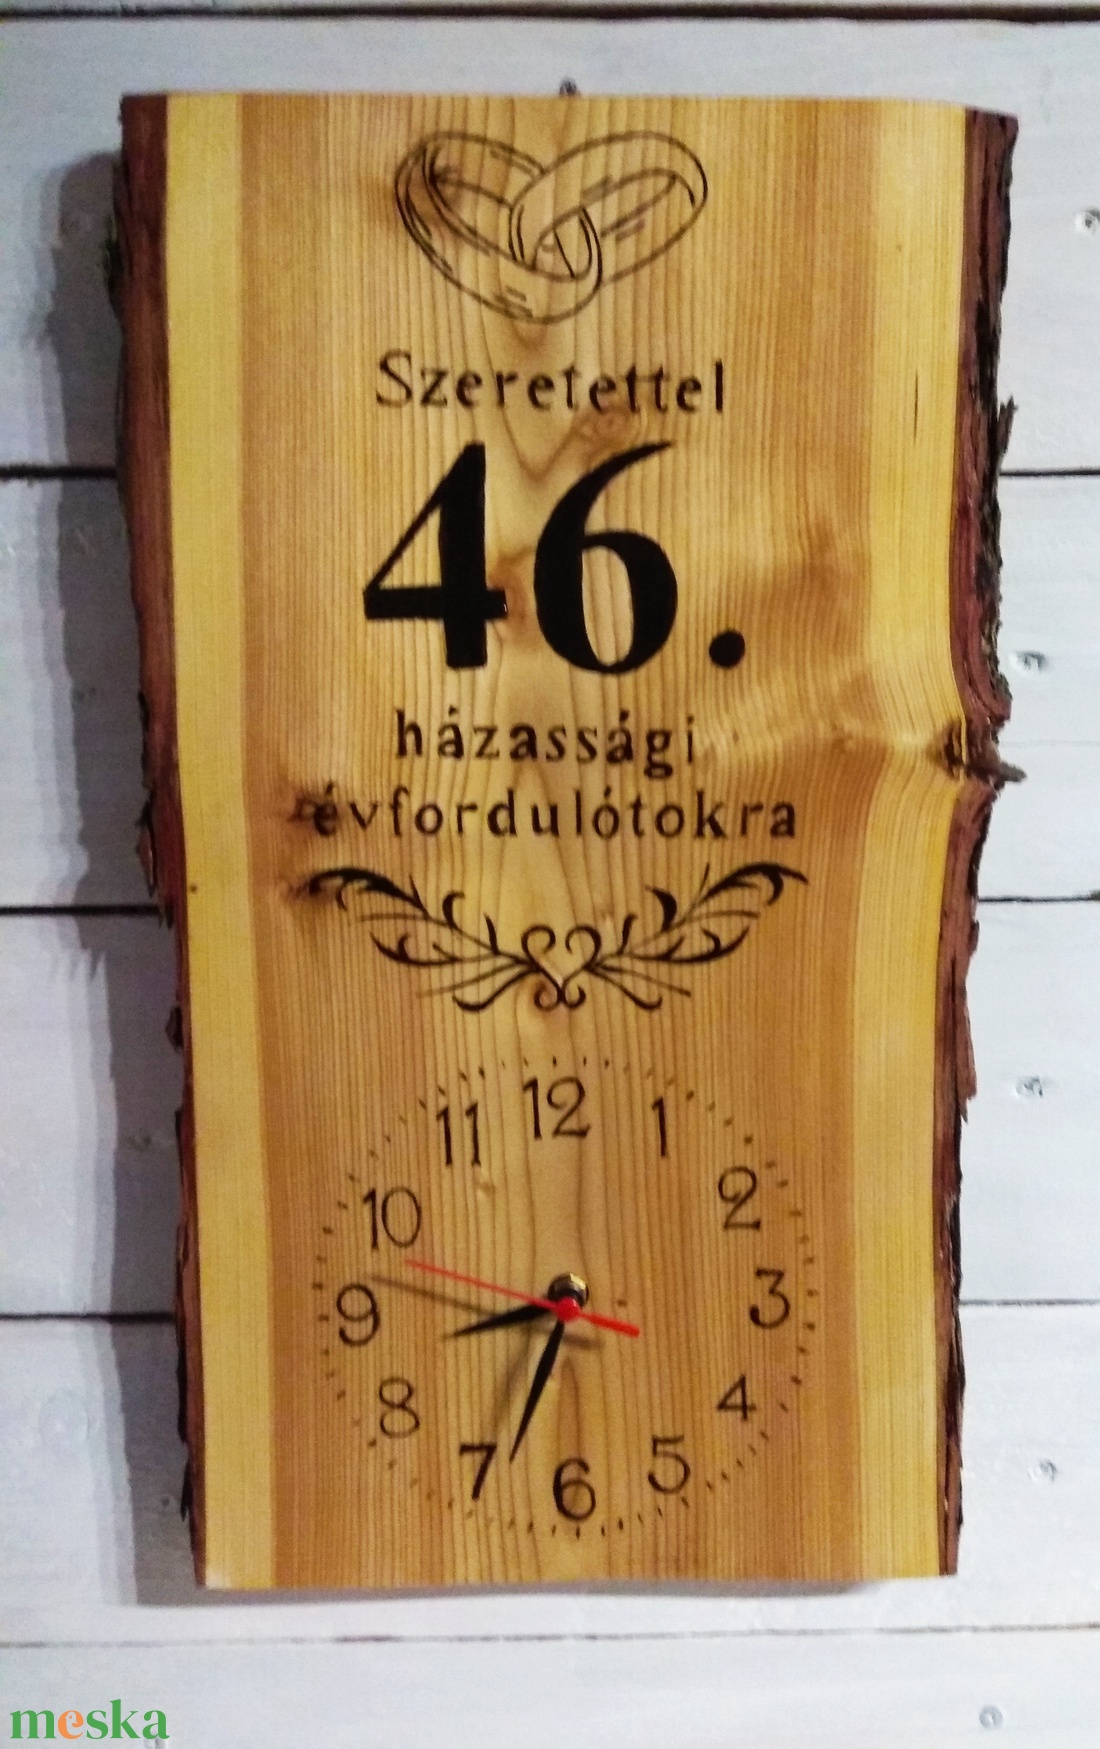 Szeretettel
46.
házassági
évfordulótokra
12
11 1
10 2
9 3
8 4
7 5
6
meska